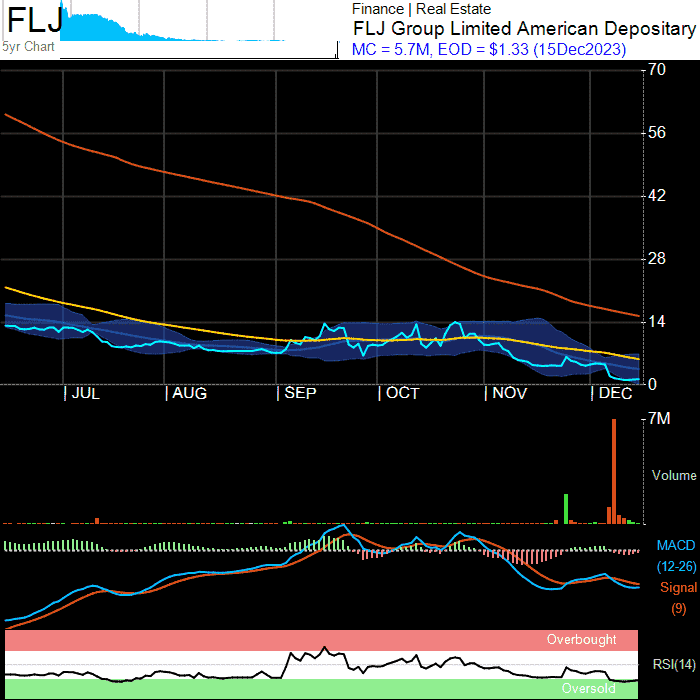 FLJ
5yr Chart
Finance | Real Estate
FLJ Group Limited American Depositary
MC = 5.7M, EOD = $1.33 (15Dec2023)
70
56
42
28
14
0
JUL
AUG
SEP
OCT
NOV
DEC
7M
Volume
MACD
(12-26)
Signal
(9)
Overbought
RSI(14)
Oversold